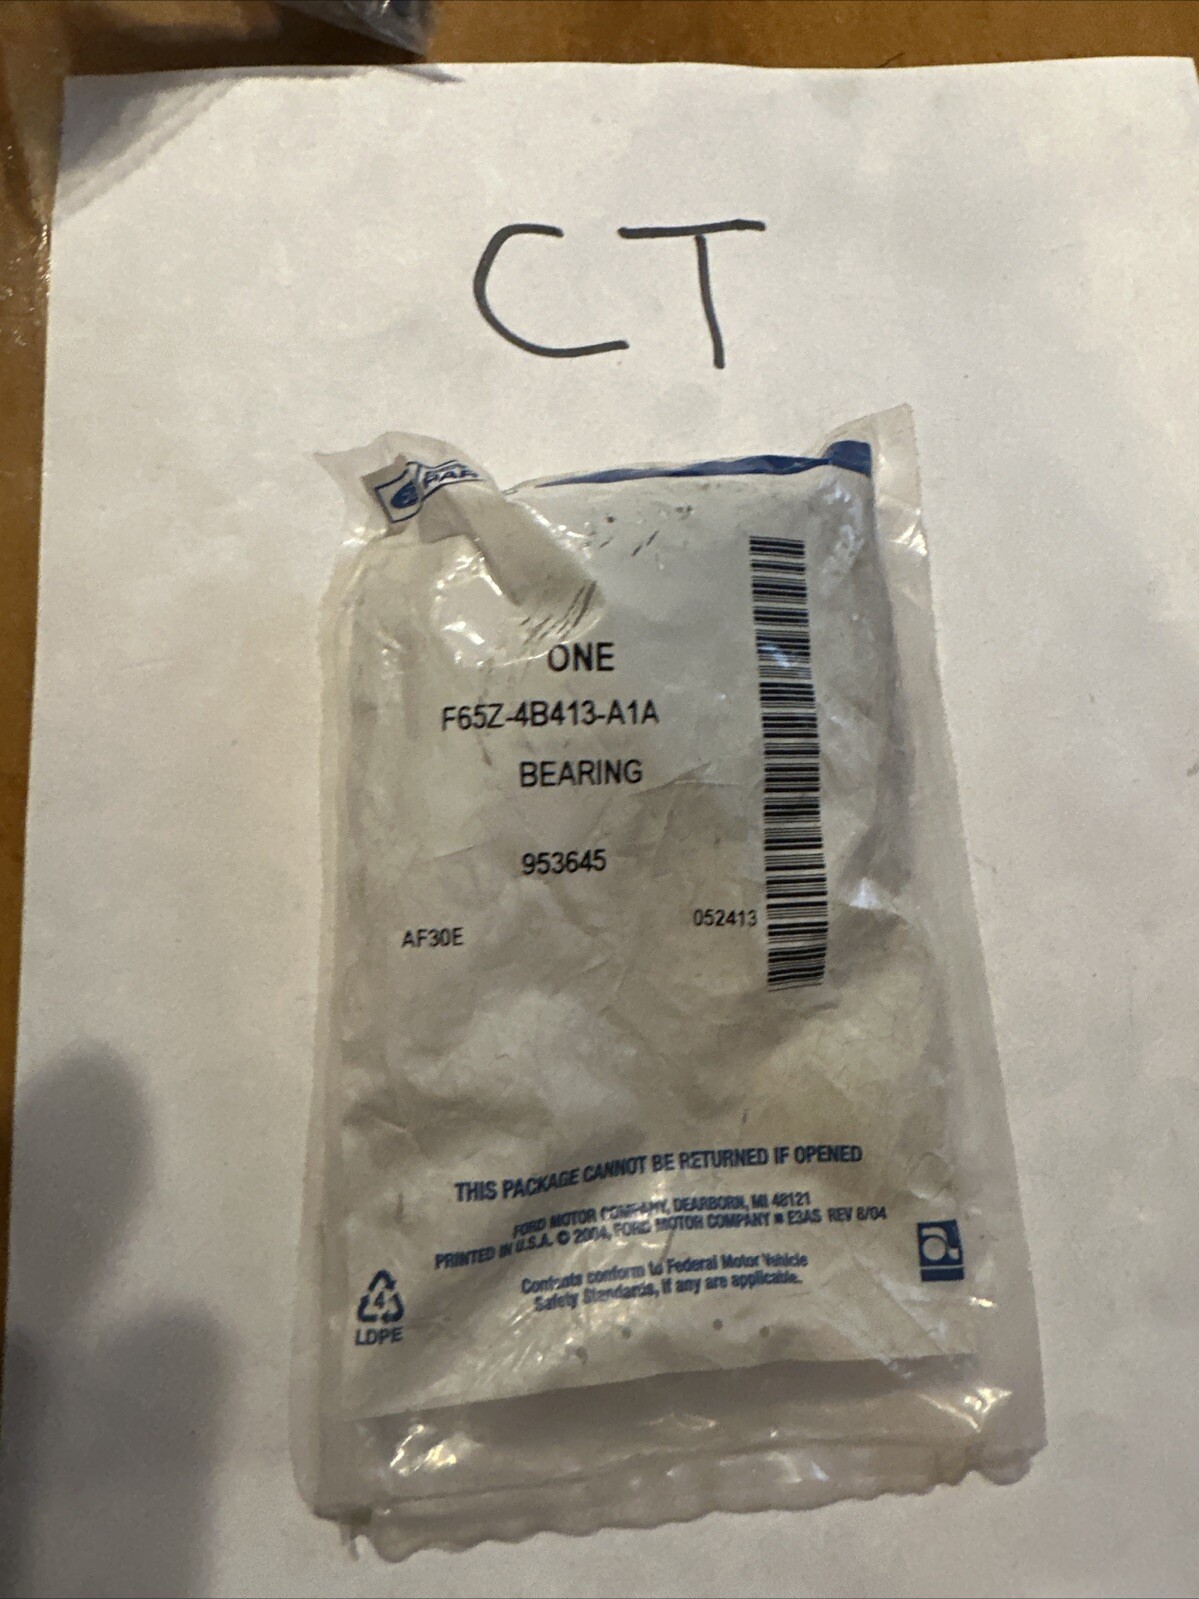 CT
PAR
ONE
F65Z-4B413-A1A
BEARING
953645
AF30E
052413
THIS PACKAGE CANNOT BE RETURNED IF OPENED
FORD MOTOR COMPANY, DEARBORN, MI 48121
PRINTED IN U.S.A. © 2004, FORD MOTOR COMPANY ■ E3AS REV 8/04
Contents conform to Federal Motor Vehicle
Safety Standards, if any are applicable.
4
LDPE